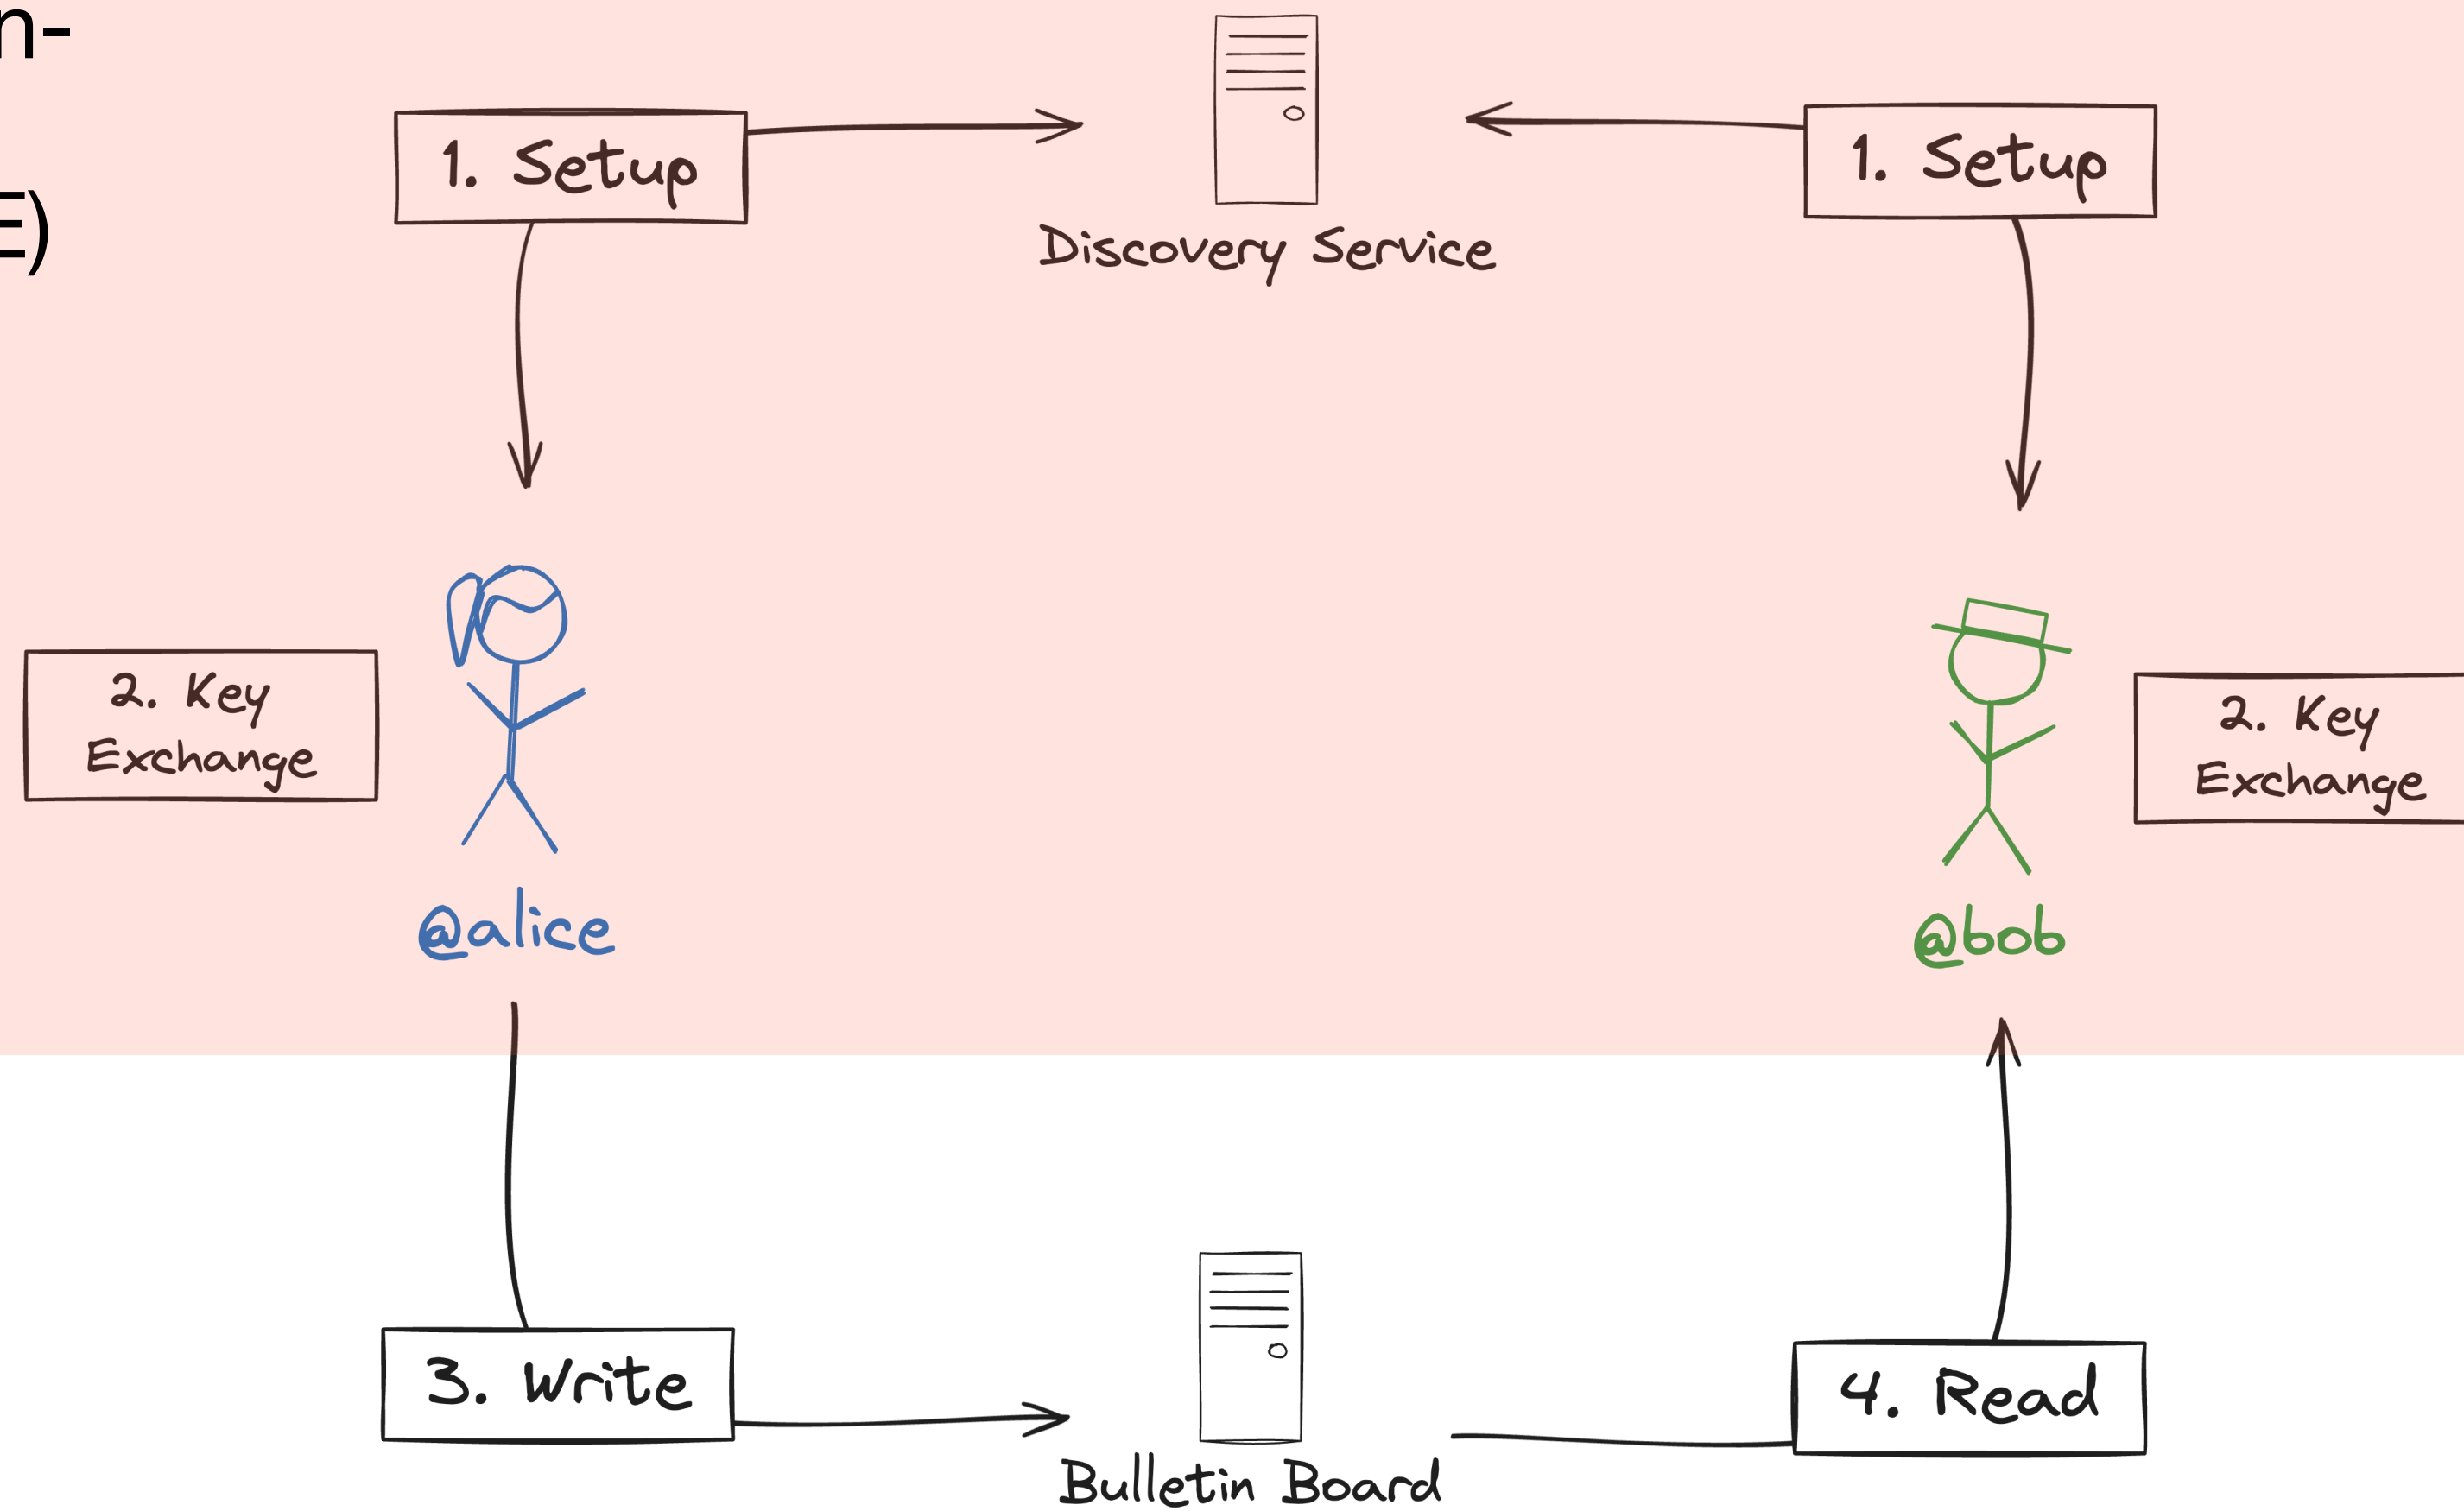 n-
E)
1. Setup
1. Setup
Discovery Service
2. Key
Exchange
2. Key
Exchange
@alice
@bob
3. Write
4. Read
Bulletin Board